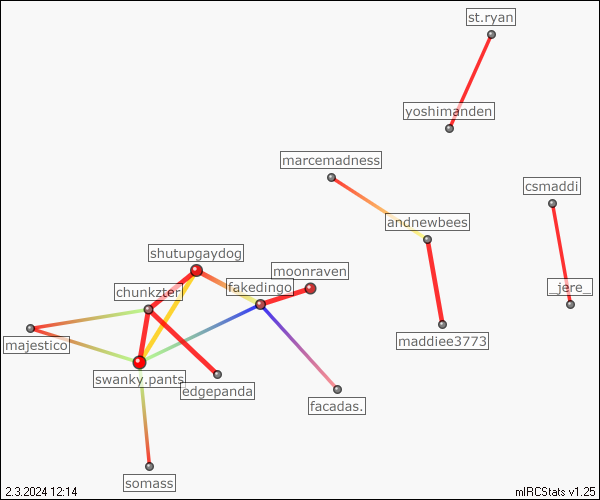 st.ryan
yoshimanden
marcemadness
csmaddi
andnewbees
shutupgaydog
moonraven
fakedingo
_jere_
chunkzter
majestico
maddiee3773
swanky.pants
edgepanda
facadas.
somass
2.3.2024 12:14
mIRCStats v1.25